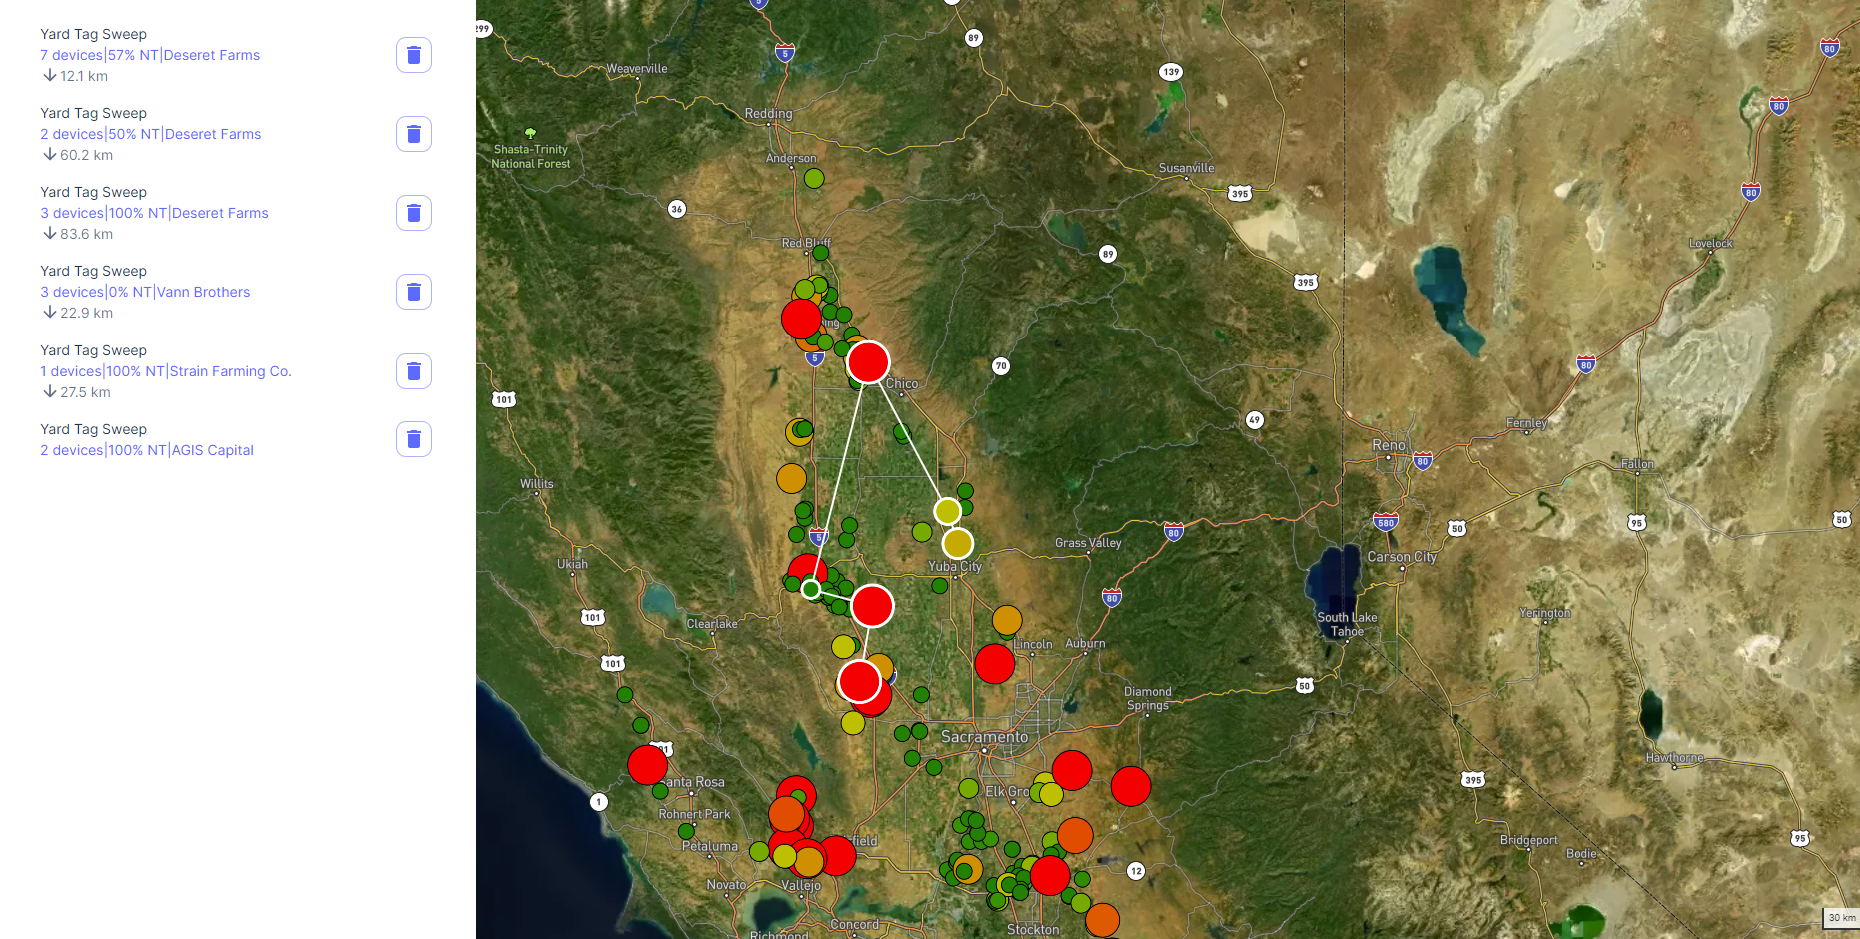 Yard Tag Sweep
7 devices|57% NT|Deseret Farms
12.1 km
Yard Tag Sweep
2 devices|50% NT|Deseret Farms
60.2 km
Yard Tag Sweep
3 devices|100% NT|Deseret Farms
83.6 km
Yard Tag Sweep
3 devices|0% NT|Vann Brothers
22.9 km
Yard Tag Sweep
1 devices|100% NT|Strain Farming Co.
27.5 km
Yard Tag Sweep
2 devices|100% NT|AGIS Capital
5
299
89
5
80
Weaverville
139
80
Redding
Shasta-Trinity
National Forest
Anderson
Susanville
395
80
36
Red Bluff
89
Lovelock
395
ing
5
70
80
101
Chico
49
Fernley
Reno
80
Fallon
Willits
5
80
580
50
95
50
Grass Valley
Carson City
Ukiah
Yuba City
80
101
Clearlake
South Lake
Tahoe
Yerington
101
Lincoln
Auburn
50
Diamond
Springs
Sacramento
101
Santa Rosa
Elk Gro
395
Hawthorne
1
Rohnert Park
Petaluma
field
Bridgeport
95
Bodie
12
Novato
Vallejo
Concord
Stockton
Richmond
30 km